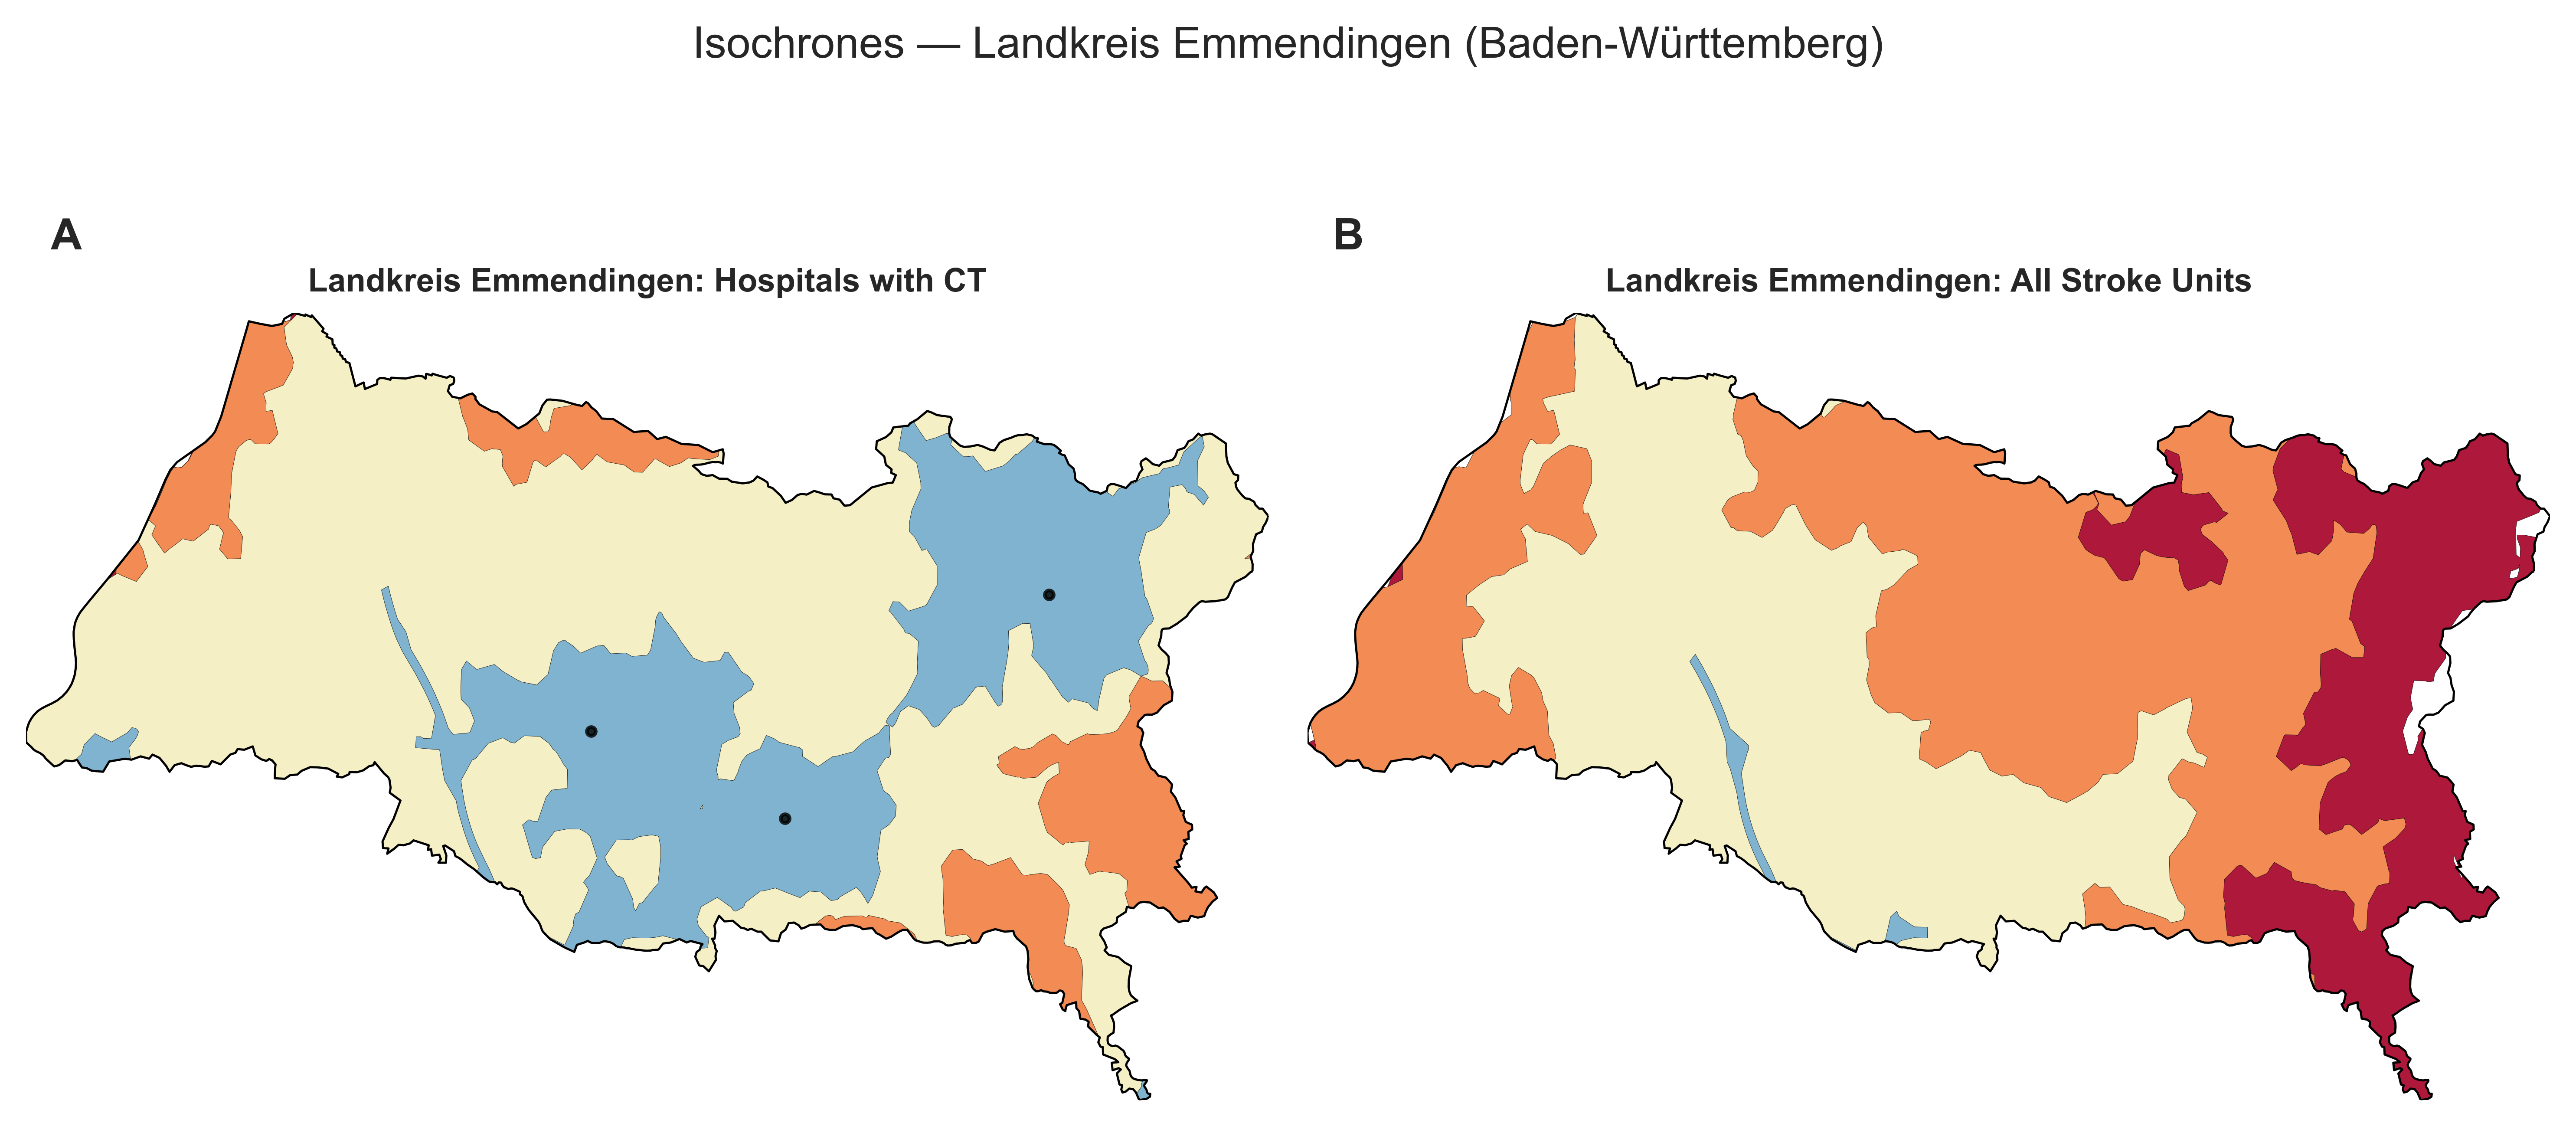 Isochrones — Landkreis Emmendingen (Baden-Württemberg)
A
Landkreis Emmendingen: Hospitals with CT
B
Landkreis Emmendingen: All Stroke Units